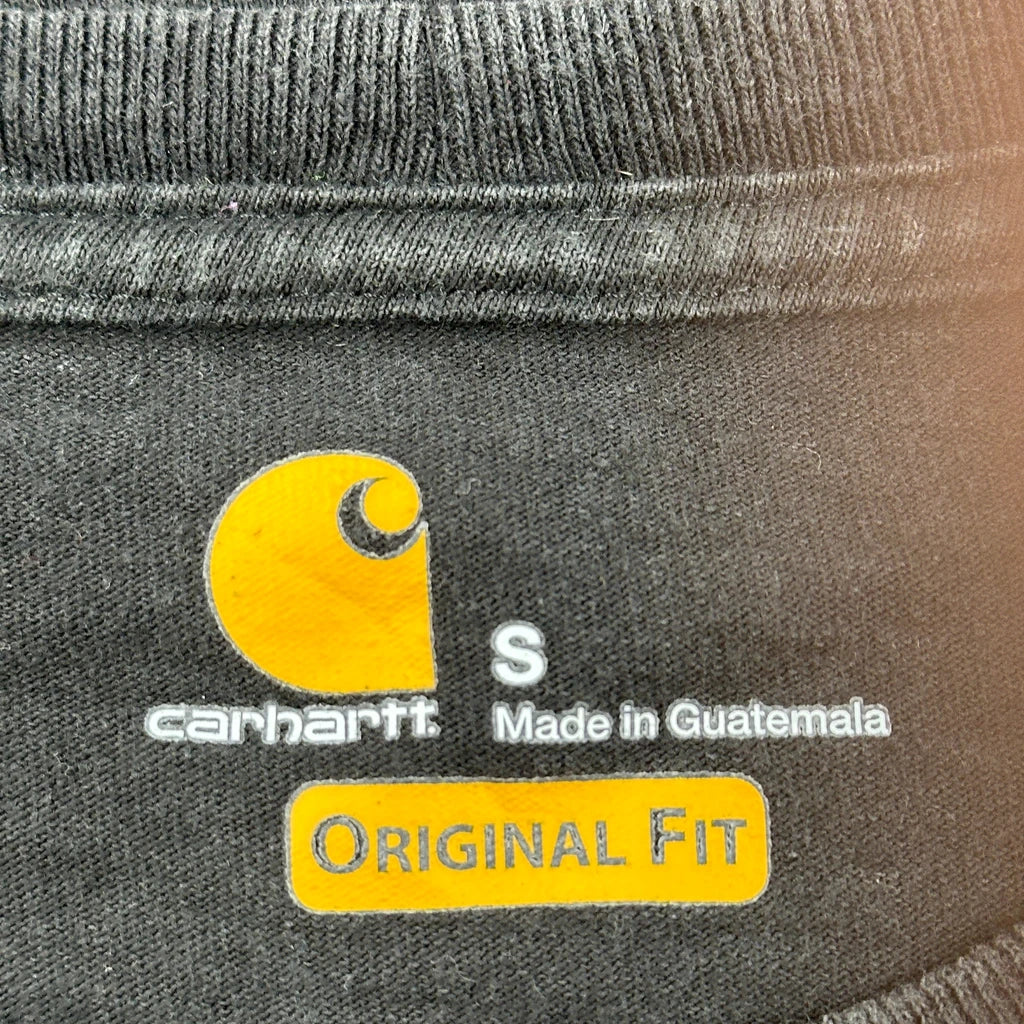 S
carhartt.
Made in Guatemala
ORIGINAL FIT